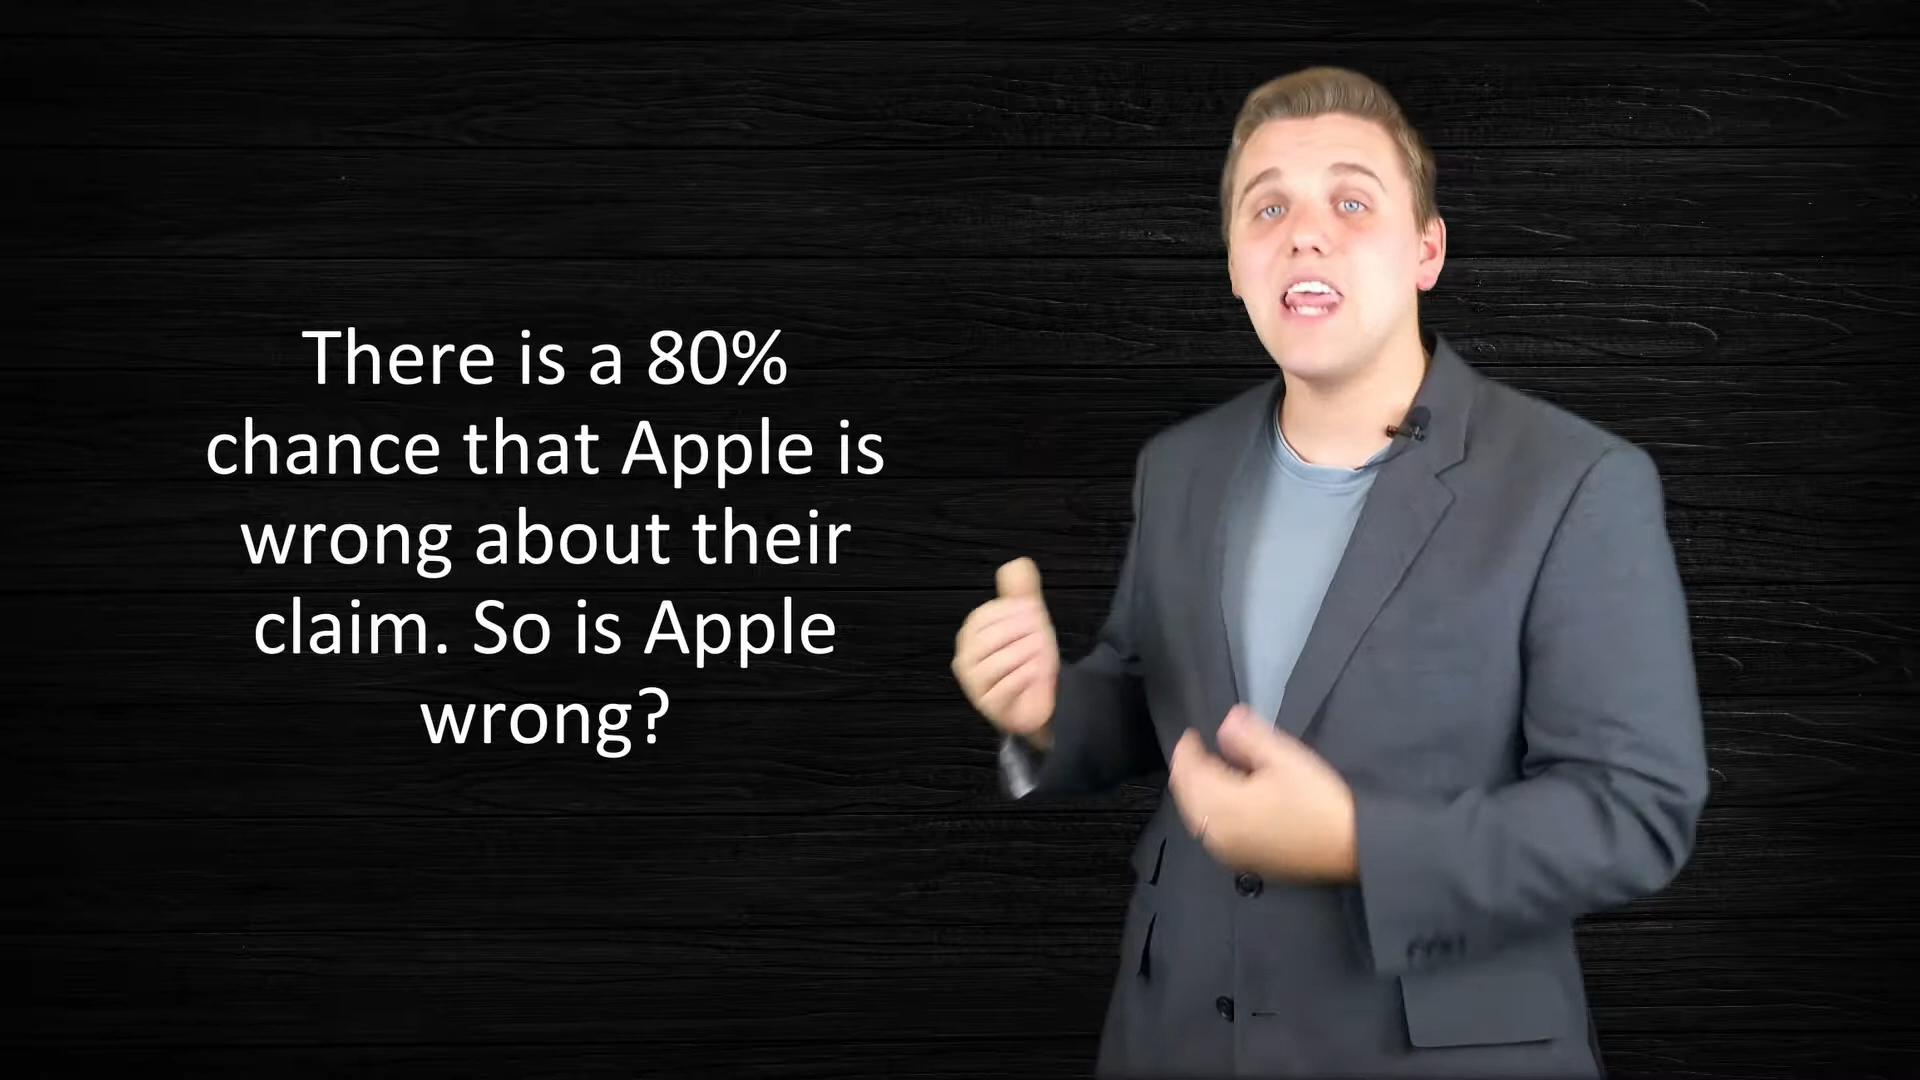 There is a 80%
chance that Apple is
wrong about their
claim. So is Apple
wrong?